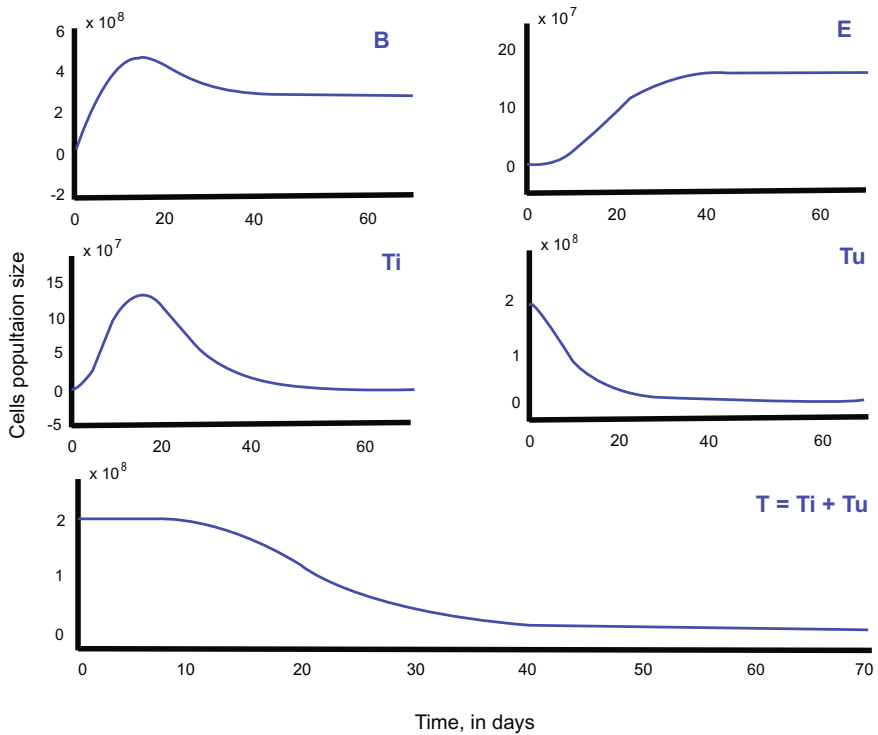 x 10^8
B
6
4
2
0
-2
0 20 40 60
x 10^7
E
20
10
0
0 20 40 60
Cells popultaion size
x 10^7
Ti
15
10
5
0
-5
0 20 40 60
x 10^8
Tu
2
1
0
0 20 40 60
x 10^8
T = Ti + Tu
2
1
0
0 10 20 30 40 50 60 70
Time, in days